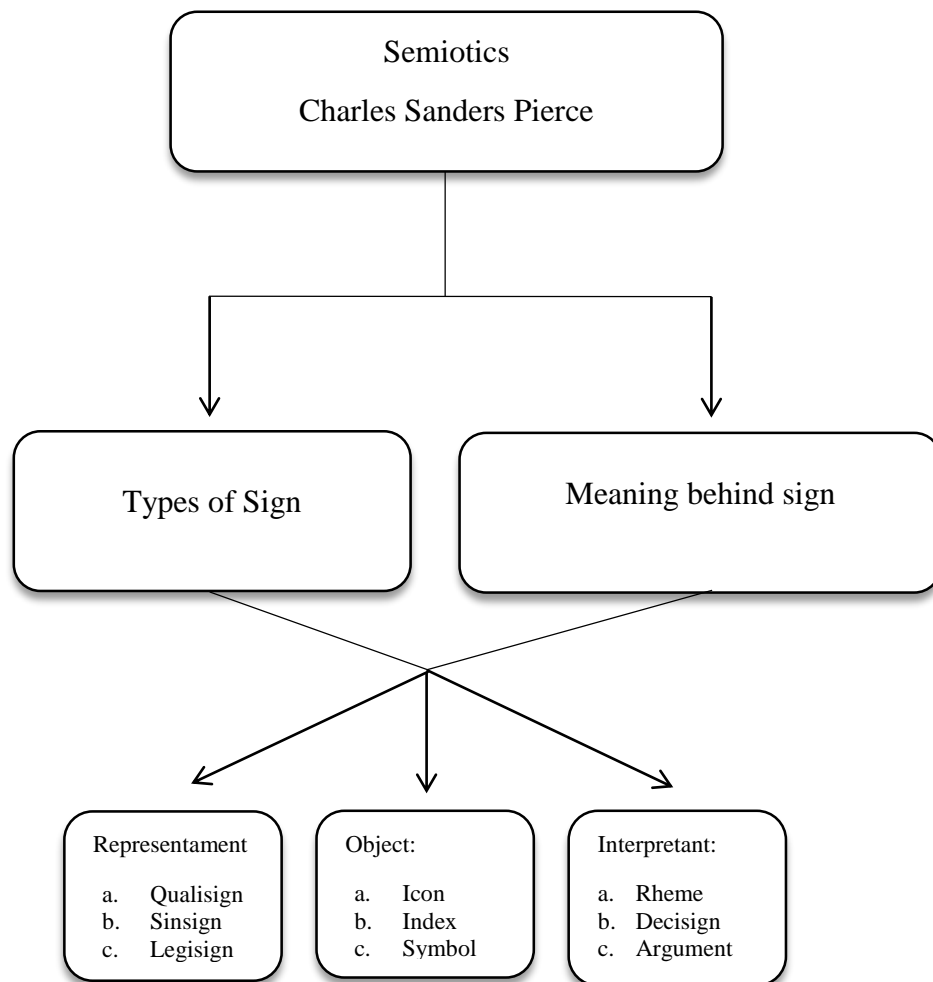 Semiotics
Charles Sanders Pierce
Types of Sign
Meaning behind sign
Representament
a. Qualisign
b. Sinsign
c. Legisign
Object:
a. Icon
b. Index
c. Symbol
Interpretant:
a. Rheme
b. Decisign
c. Argument